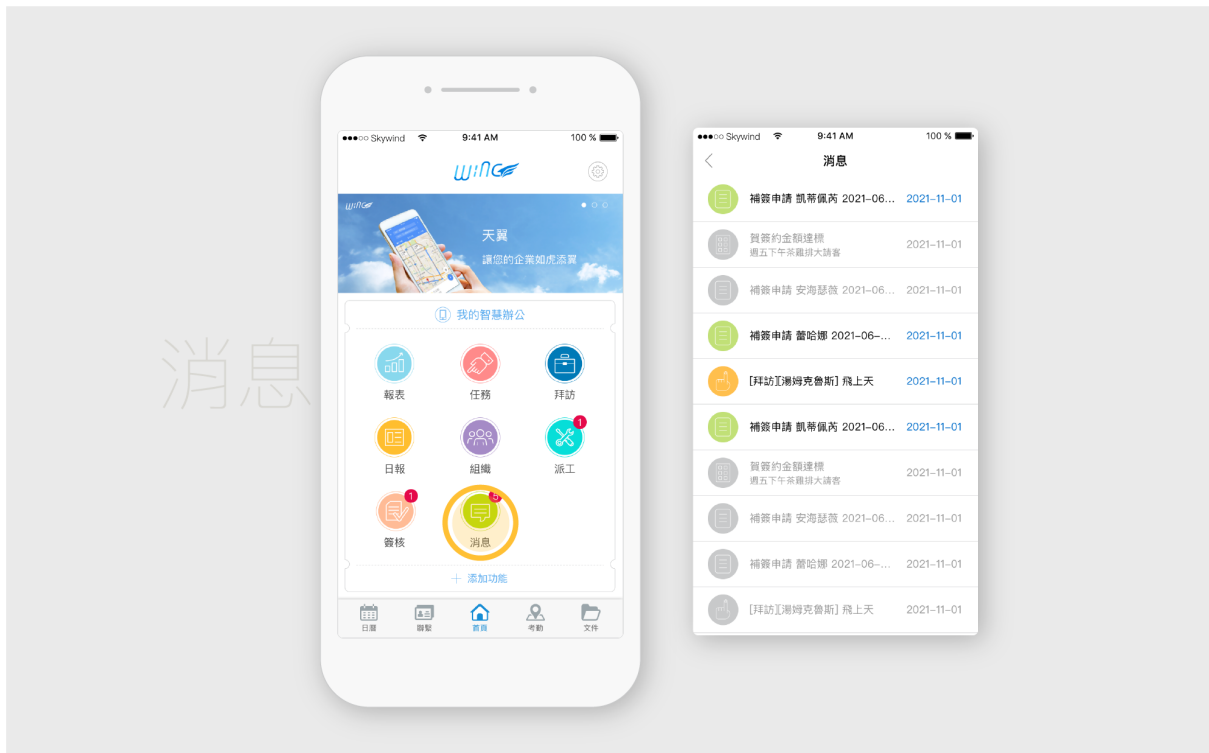 消息
●●●○○ Skywind 9:41 AM 100 %
WING
WING
天翼
讓您的企業如虎添翼
我的智慧辦公
報表 任務 拜訪
1
日報 組織 派工
1 5
簽核 消息
+ 添加功能
日曆 聯繫 首頁 考勤 文件
●●●○○ Skywind 9:41 AM 100 %
消息
補簽申請 凱蒂佩芮 2021-06... 2021-11-01
賀簽約金額達標 2021-11-01
週五下午茶雞排大請客
補簽申請 安海瑟薇 2021-06... 2021-11-01
補簽申請 蕾哈娜 2021-06-... 2021-11-01
[拜訪][湯姆克魯斯] 飛上天 2021-11-01
補簽申請 凱蒂佩芮 2021-06... 2021-11-01
賀簽約金額達標 2021-11-01
週五下午茶雞排大請客
補簽申請 安海瑟薇 2021-06... 2021-11-01
補簽申請 蕾哈娜 2021-06-... 2021-11-01
[拜訪][湯姆克魯斯] 飛上天 2021-11-01